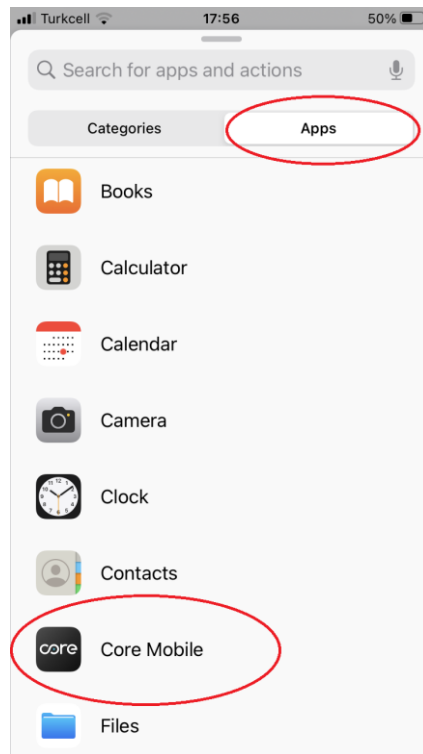 Turkcell 17:56 50%
Search for apps and actions
Categories Apps
Books
Calculator
Calendar
Camera
Clock
Contacts
core Core Mobile
Files